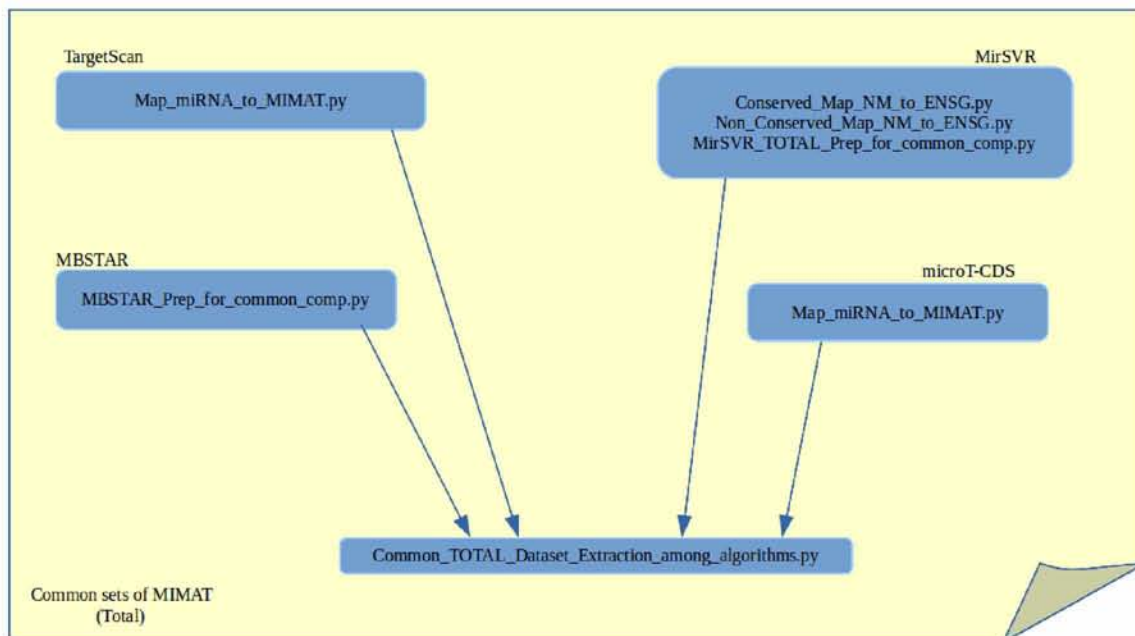 TargetScan
Map_miRNA_to_MIMAT.py
MirSVR
Conserved_Map_NM_to_ENSG.py
Non_Conserved_Map_NM_to_ENSG.py
MirSVR_TOTAL_Prep_for_common_comp.py
MBSTAR
MBSTAR_Prep_for_common_comp.py
microT-CDS
Map_miRNA_to_MIMAT.py
Common_TOTAL_Dataset_Extraction_among_algorithms.py
Common sets of MIMAT
(Total)